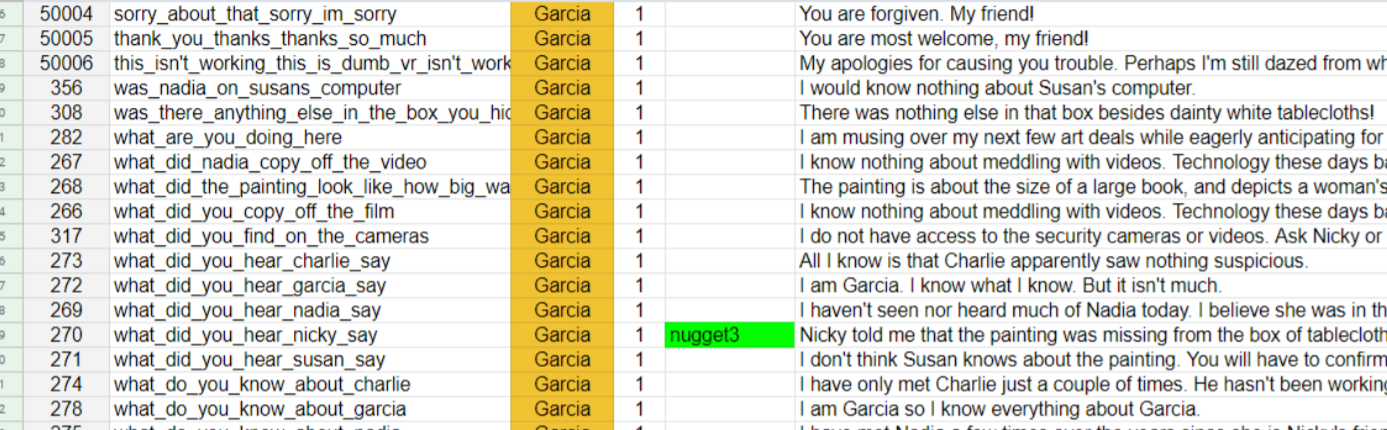 6 50004 sorry_about_that_sorry_im_sorry Garcia 1 You are forgiven. My friend!
7 50005 thank_you_thanks_thanks_so_much Garcia 1 You are most welcome, my friend!
8 50006 this_isn't_working_this_is_dumb_vr_isn't_work Garcia 1 My apologies for causing you trouble. Perhaps I'm still dazed from wh
9 356 was_nadia_on_susans_computer Garcia 1 I would know nothing about Susan's computer.
0 308 was_there_anything_else_in_the_box_you_hid Garcia 1 There was nothing else in that box besides dainty white tablecloths!
1 282 what_are_you_doing_here Garcia 1 I am musing over my next few art deals while eagerly anticipating for
2 267 what_did_nadia_copy_off_the_video Garcia 1 I know nothing about meddling with videos. Technology these days ba
3 268 what_did_the_painting_look_like_how_big_wa Garcia 1 The painting is about the size of a large book, and depicts a woman's
4 266 what_did_you_copy_off_the_film Garcia 1 I know nothing about meddling with videos. Technology these days ba
5 317 what_did_you_find_on_the_cameras Garcia 1 I do not have access to the security cameras or videos. Ask Nicky or
6 273 what_did_you_hear_charlie_say Garcia 1 All I know is that Charlie apparently saw nothing suspicious.
7 272 what_did_you_hear_garcia_say Garcia 1 I am Garcia. I know what I know. But it isn't much.
8 269 what_did_you_hear_nadia_say Garcia 1 I haven't seen nor heard much of Nadia today. I believe she was in th
9 270 what_did_you_hear_nicky_say Garcia 1 nugget3 Nicky told me that the painting was missing from the box of tablecloth
0 271 what_did_you_hear_susan_say Garcia 1 I don't think Susan knows about the painting. You will have to confirm
1 274 what_do_you_know_about_charlie Garcia 1 I have only met Charlie just a couple of times. He hasn't been working
2 278 what_do_you_know_about_garcia Garcia 1 I am Garcia so I know everything about Garcia.